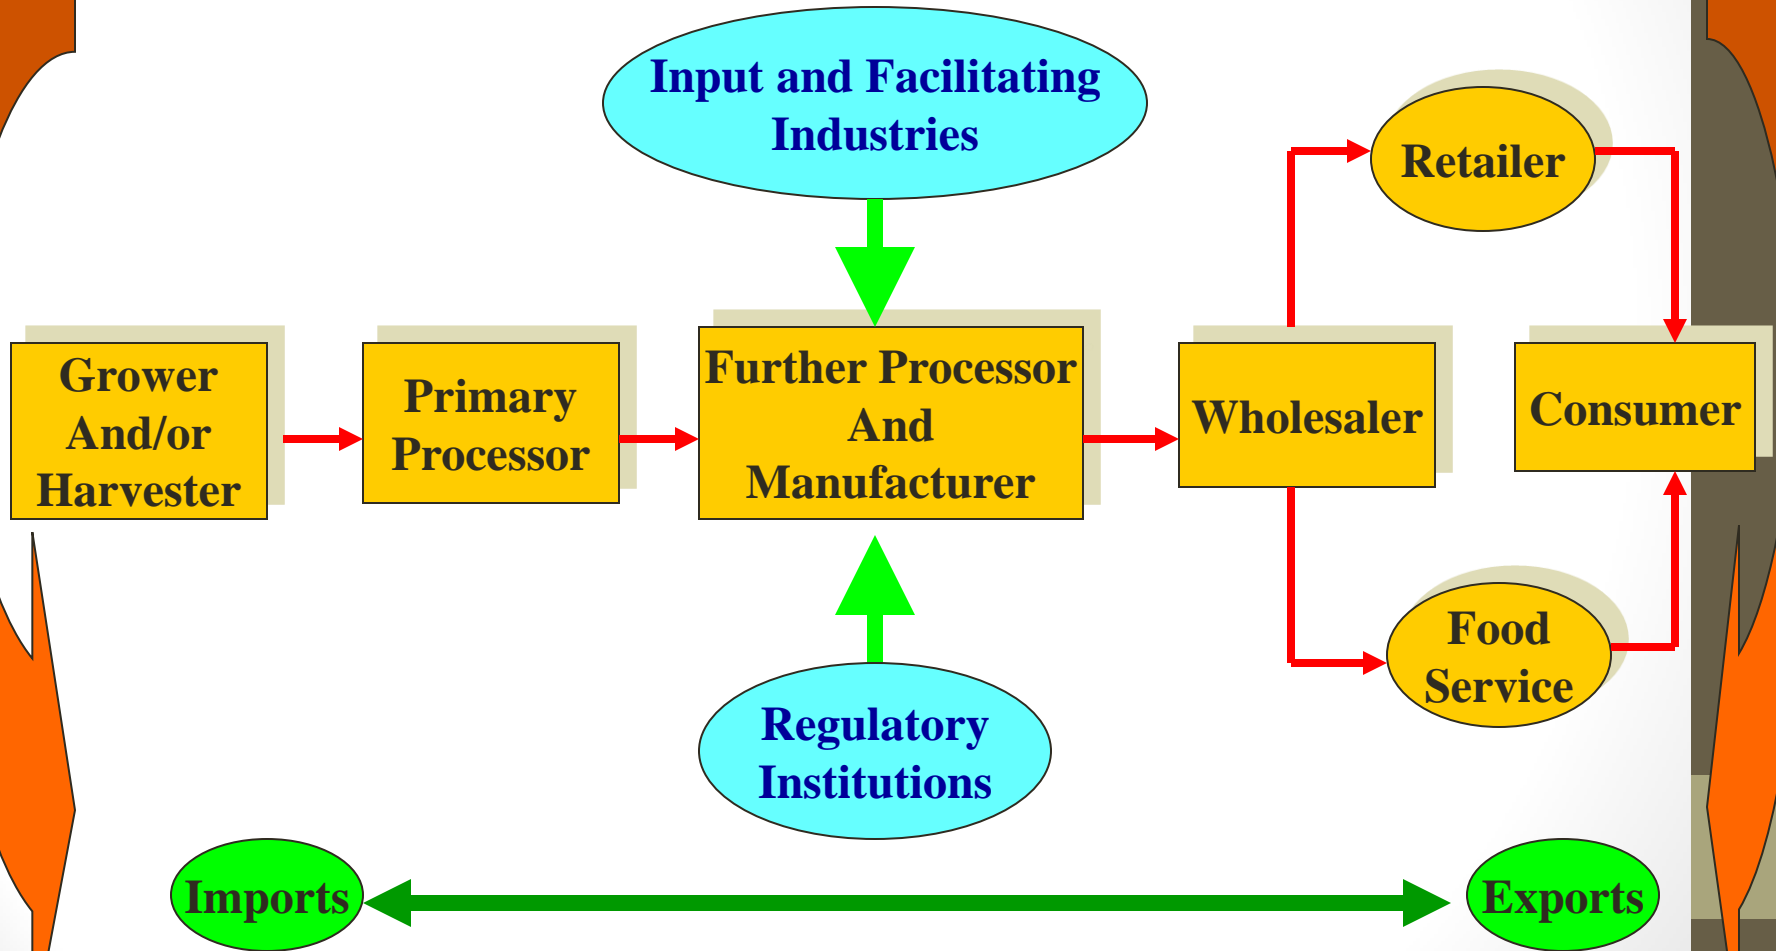 Input and Facilitating
Industries
Retailer
Grower
And/or
Harvester
Primary
Processor
Further Processor
And
Manufacturer
Wholesaler
Consumer
Food
Service
Regulatory
Institutions
Imports
Exports